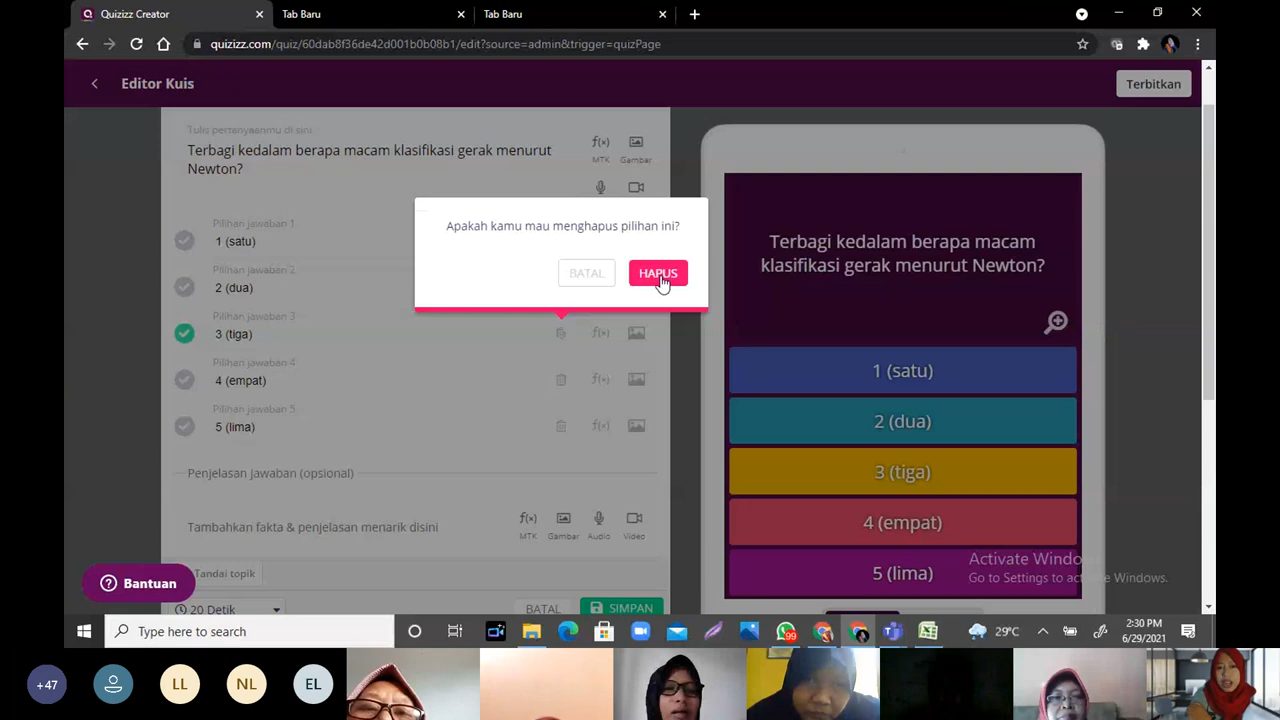 Quizizz Creator
Tab Baru
Tab Baru
quizizz.com/quiz/60dab8f36de42d001b0b08b1/edit?source=admin&trigger=quizPage
Editor Kuis
Terbitkan
Tulis pertanyaanmu di sini
Terbagi kedalam berapa macam klasifikasi gerak menurut
Newton?
f(x)
MTK
Gambar
Pilihan jawaban 1
1 (satu)
Pilihan jawaban 2
2 (dua)
Pilihan jawaban 3
3 (tiga)
f(x)
Pilihan jawaban 4
4 (empat)
f(x)
Pilihan jawaban 5
5 (lima)
f(x)
Apakah kamu mau menghapus pilihan ini?
BATAL
HAPUS
Penjelasan jawaban (opsional)
Tambahkan fakta & penjelasan menarik disini
f(x)
MTK
Gambar
Audio
Video
Bantuan
Tandai topik
20 Detik
BATAL
SIMPAN
Terbagi kedalam berapa macam
klasifikasi gerak menurut Newton?
1 (satu)
2 (dua)
3 (tiga)
4 (empat)
5 (lima)
Activate Windo
Go to Settings to activate Windows.
Type here to search
99
29°C
2:30 PM
6/29/2021
+47
LL
NL
EL